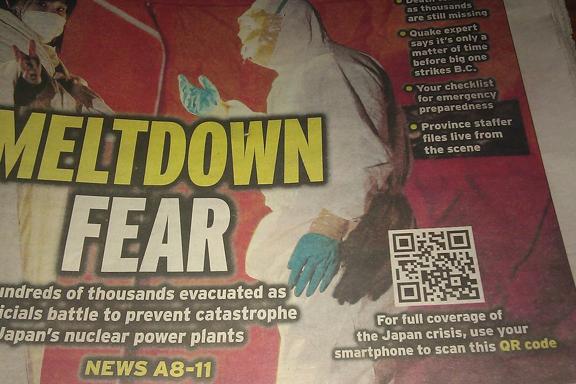 as thousands
are still missing
Quake expert
says it's only a
matter of time
before big one
strikes B.C.
Your checklist
for emergency
preparedness
Province staffer
files live from
the scene
MELTDOWN
FEAR
undreds of thousands evacuated as
icials battle to prevent catastrophe
Japan's nuclear power plants
NEWS A8-11
For full coverage of
the Japan crisis, use your
smartphone to scan this QR code